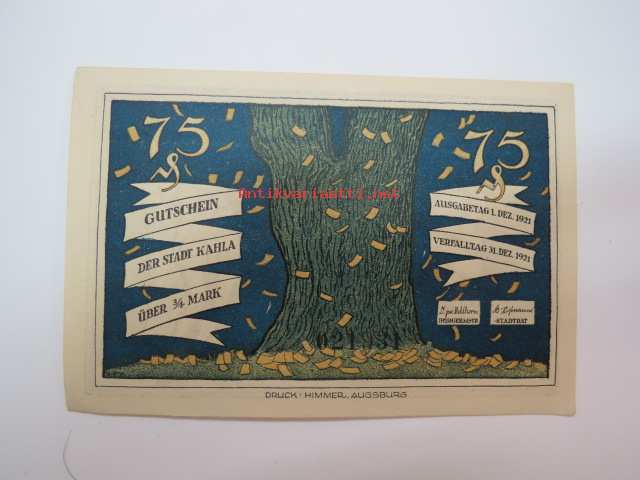 75
GUTSCHEIN
DER STADT KAHLA
ÜBER 3/4 MARK
75
AUSGABETAG 1. DEZ. 1921
VERFALLTAG 31. DEZ. 1921
STADTRAT
Antikvariaatti.net
DRUCK: HIMMER, AUGSBURG